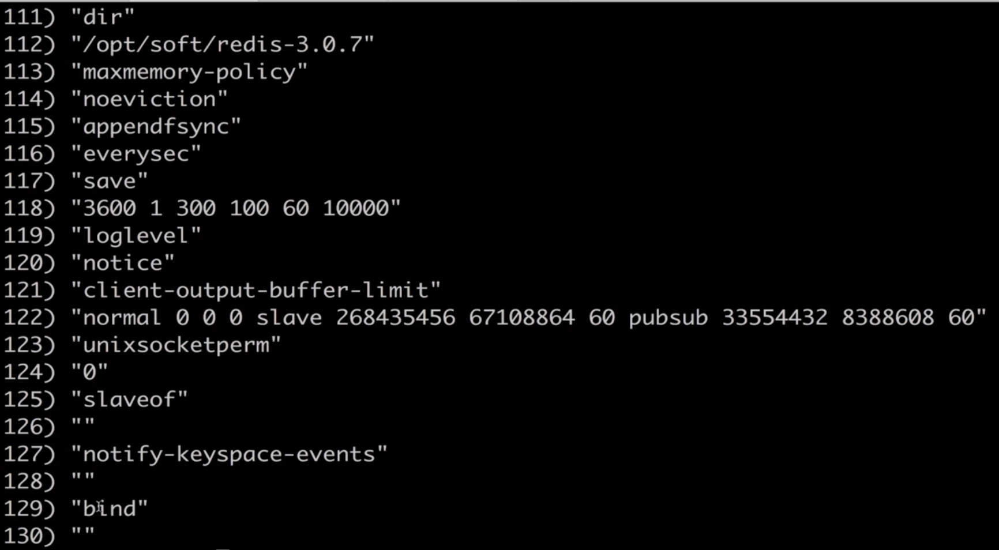 111) "dir"
112) "/opt/soft/redis-3.0.7"
113) "maxmemory-policy"
114) "noeviction"
115) "appendfsync"
116) "everysec"
117) "save"
118) "3600 1 300 100 60 10000"
119) "loglevel"
120) "notice"
121) "client-output-buffer-limit"
122) "normal 0 0 0 slave 268435456 67108864 60 pubsub 33554432 8388608 60"
123) "unixsocketperm"
124) "0"
125) "slaveof"
126) ""
127) "notify-keyspace-events"
128) ""
129) "bind"
130) ""